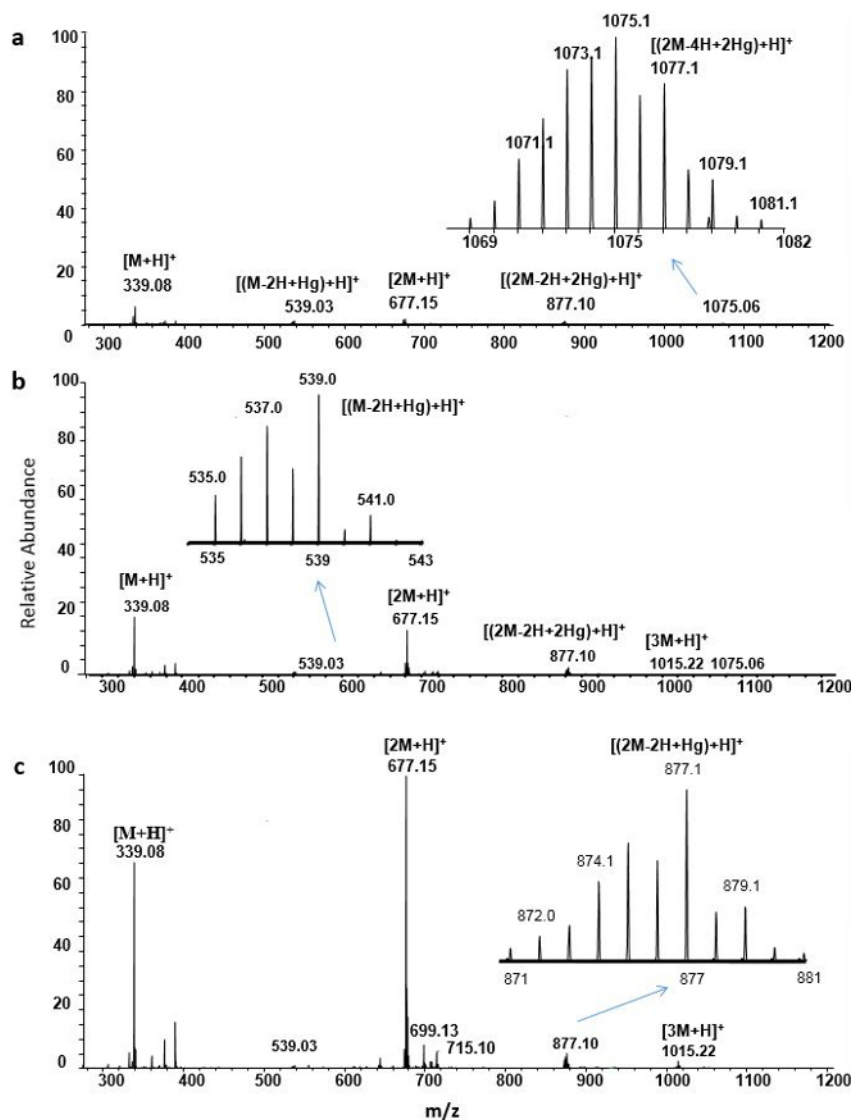 a
100
80
60
40
20
0
1075.1
1073.1
[(2M-4H+2Hg)+H]⁺
1077.1
1071.1
1079.1
1081.1
1069 1075 1082
[M+H]⁺
339.08
[(M-2H+Hg)+H]⁺
539.03
[2M+H]⁺
677.15
[(2M-2H+2Hg)+H]⁺
877.10
1075.06
300 400 500 600 700 800 900 1000 1100 1200
b
100
80
60
40
20
0
539.0
[(M-2H+Hg)+H]⁺
537.0
535.0
541.0
535 539 543
[M+H]⁺
339.08
539.03
[2M+H]⁺
677.15
[(2M-2H+2Hg)+H]⁺
877.10
[3M+H]⁺
1015.22 1075.06
300 400 500 600 700 800 900 1000 1100 1200
Relative Abundance
c
100
80
60
40
20
0
[2M+H]⁺
677.15
[(2M-2H+Hg)+H]⁺
877.1
[M+H]⁺
339.08
874.1
872.0
879.1
871 877 881
539.03
699.13
715.10
877.10
[3M+H]⁺
1015.22
300 400 500 600 700 800 900 1000 1100 1200
m/z